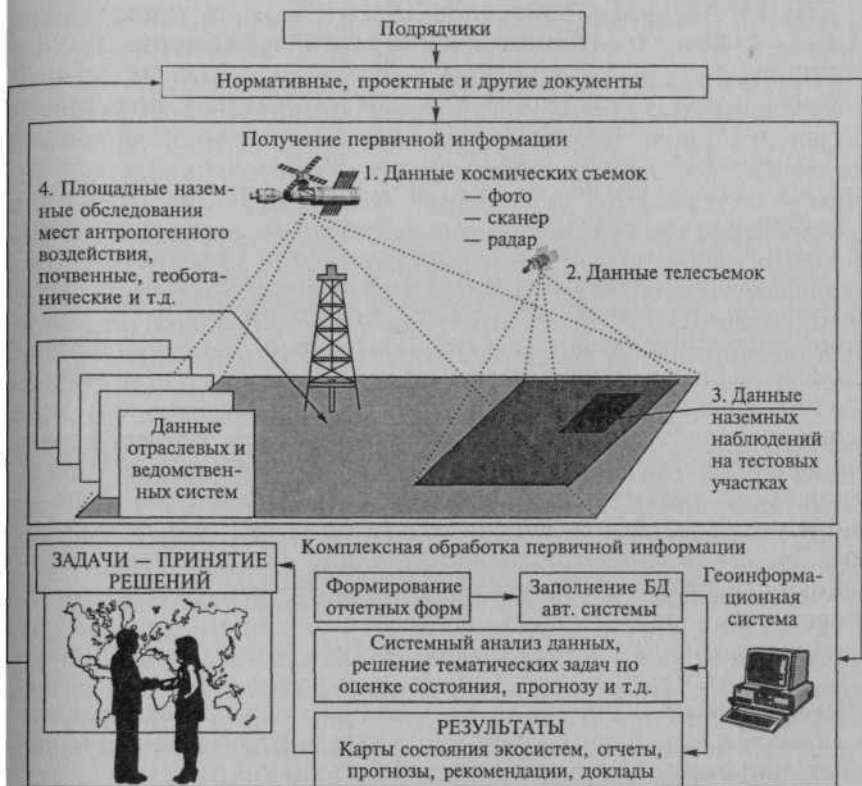 Подрядчики
Нормативные, проектные и другие документы
Получение первичной информации
1. Данные космических съемок
— фото
— сканер
— радар
4. Площадные назем-
ные обследования
мест антропогенного
воздействия,
почвенные, геобота-
нические и т.д.
2. Данные телесъемок
3. Данные
наземных
наблюдений
на тестовых
участках
Данные
отраслевых и
ведомствен-
ных систем
Комплексная обработка первичной информации
ЗАДАЧИ — ПРИНЯТИЕ
РЕШЕНИЙ
Формирование
отчетных форм
Заполнение БД
авт. системы
Геоинформа-
ционная
система
Системный анализ данных,
решение тематических задач по
оценке состояния, прогнозу и т.д.
РЕЗУЛЬТАТЫ
Карты состояния экосистем, отчеты,
прогнозы, рекомендации, доклады